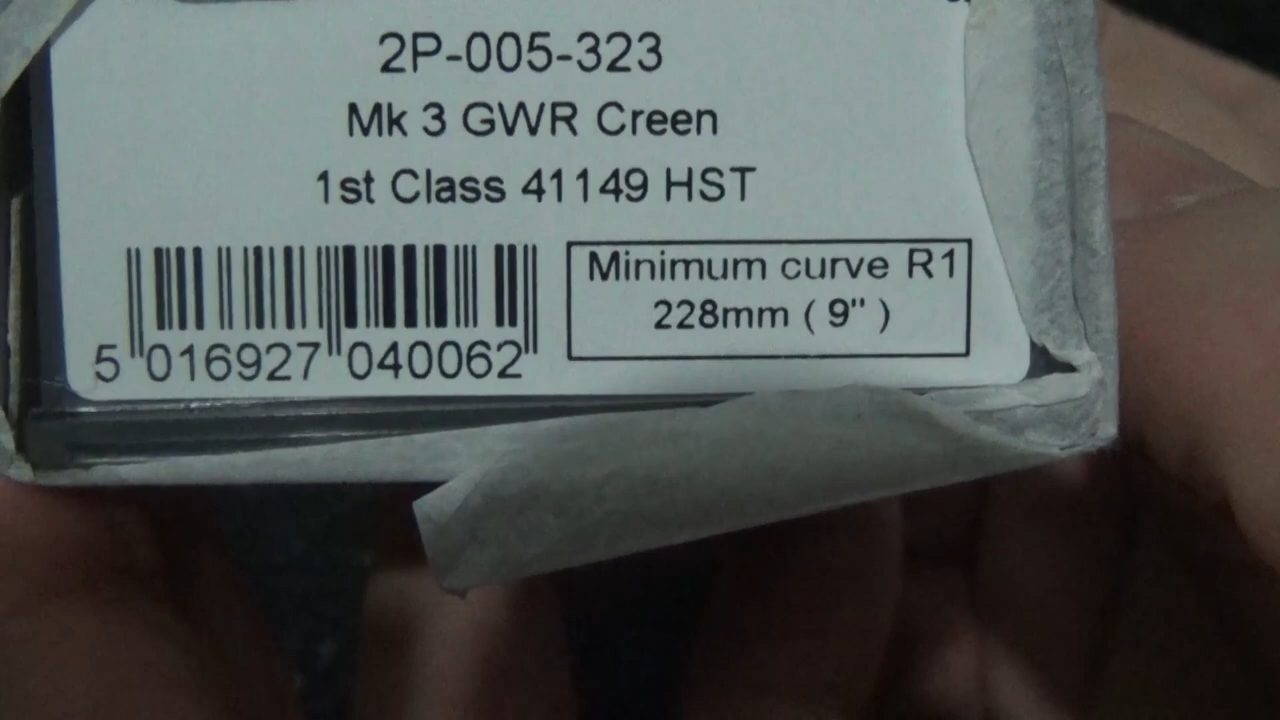 2P-005-323
Mk 3 GWR Creen
1st Class 41149 HST
Minimum curve R1
228mm ( 9" )
5 016927 040062